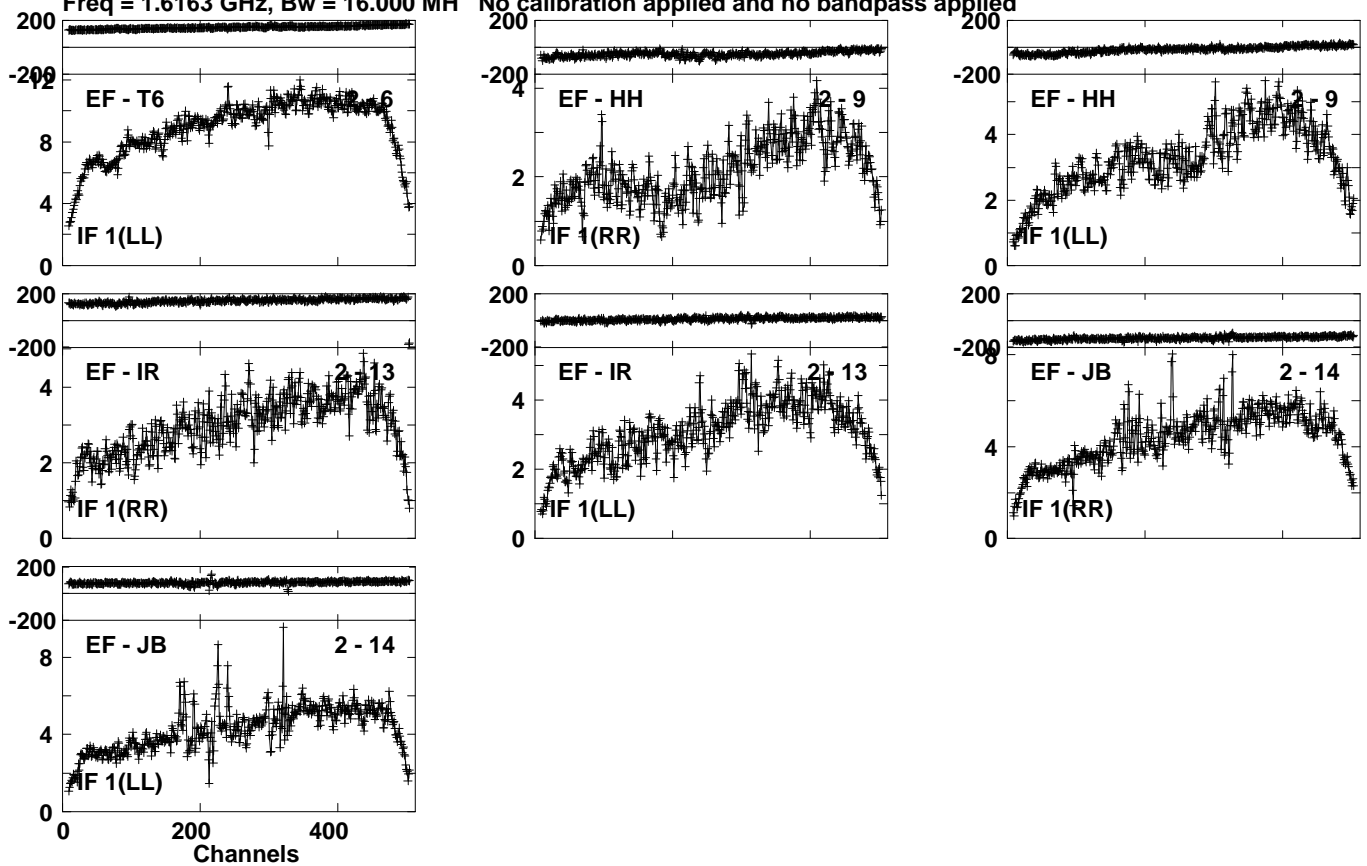 Freq = 1.6163 GHz, Bw = 16.000 MH No calibration applied and no bandpass applied
200
-200
12
EF - T6
2 - 6
8
4
IF 1(LL)
0
-200
4
EF - HH
2 - 9
2
IF 1(RR)
0
200
-200
EF - HH
2 - 9
4
2
IF 1(LL)
0
200
-200
EF - IR
2 - 13
4
2
IF 1(RR)
0
200
-200
EF - IR
2 - 13
4
2
IF 1(LL)
0
200
-200
8
EF - JB
2 - 14
4
IF 1(RR)
0
200
-200
EF - JB
2 - 14
8
4
IF 1(LL)
0
0 200 400
Channels